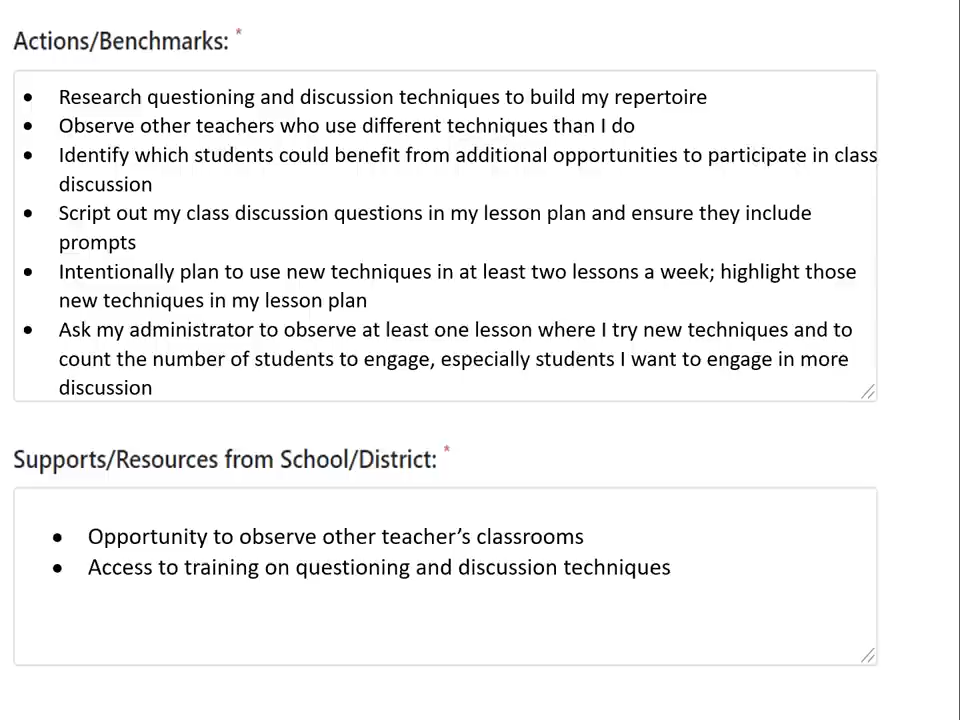 Actions/Benchmarks: *
• Research questioning and discussion techniques to build my repertoire
• Observe other teachers who use different techniques than I do
• Identify which students could benefit from additional opportunities to participate in class
discussion
• Script out my class discussion questions in my lesson plan and ensure they include
prompts
• Intentionally plan to use new techniques in at least two lessons a week; highlight those
new techniques in my lesson plan
• Ask my administrator to observe at least one lesson where I try new techniques and to
count the number of students to engage, especially students I want to engage in more
discussion
Supports/Resources from School/District: *
• Opportunity to observe other teacher’s classrooms
• Access to training on questioning and discussion techniques